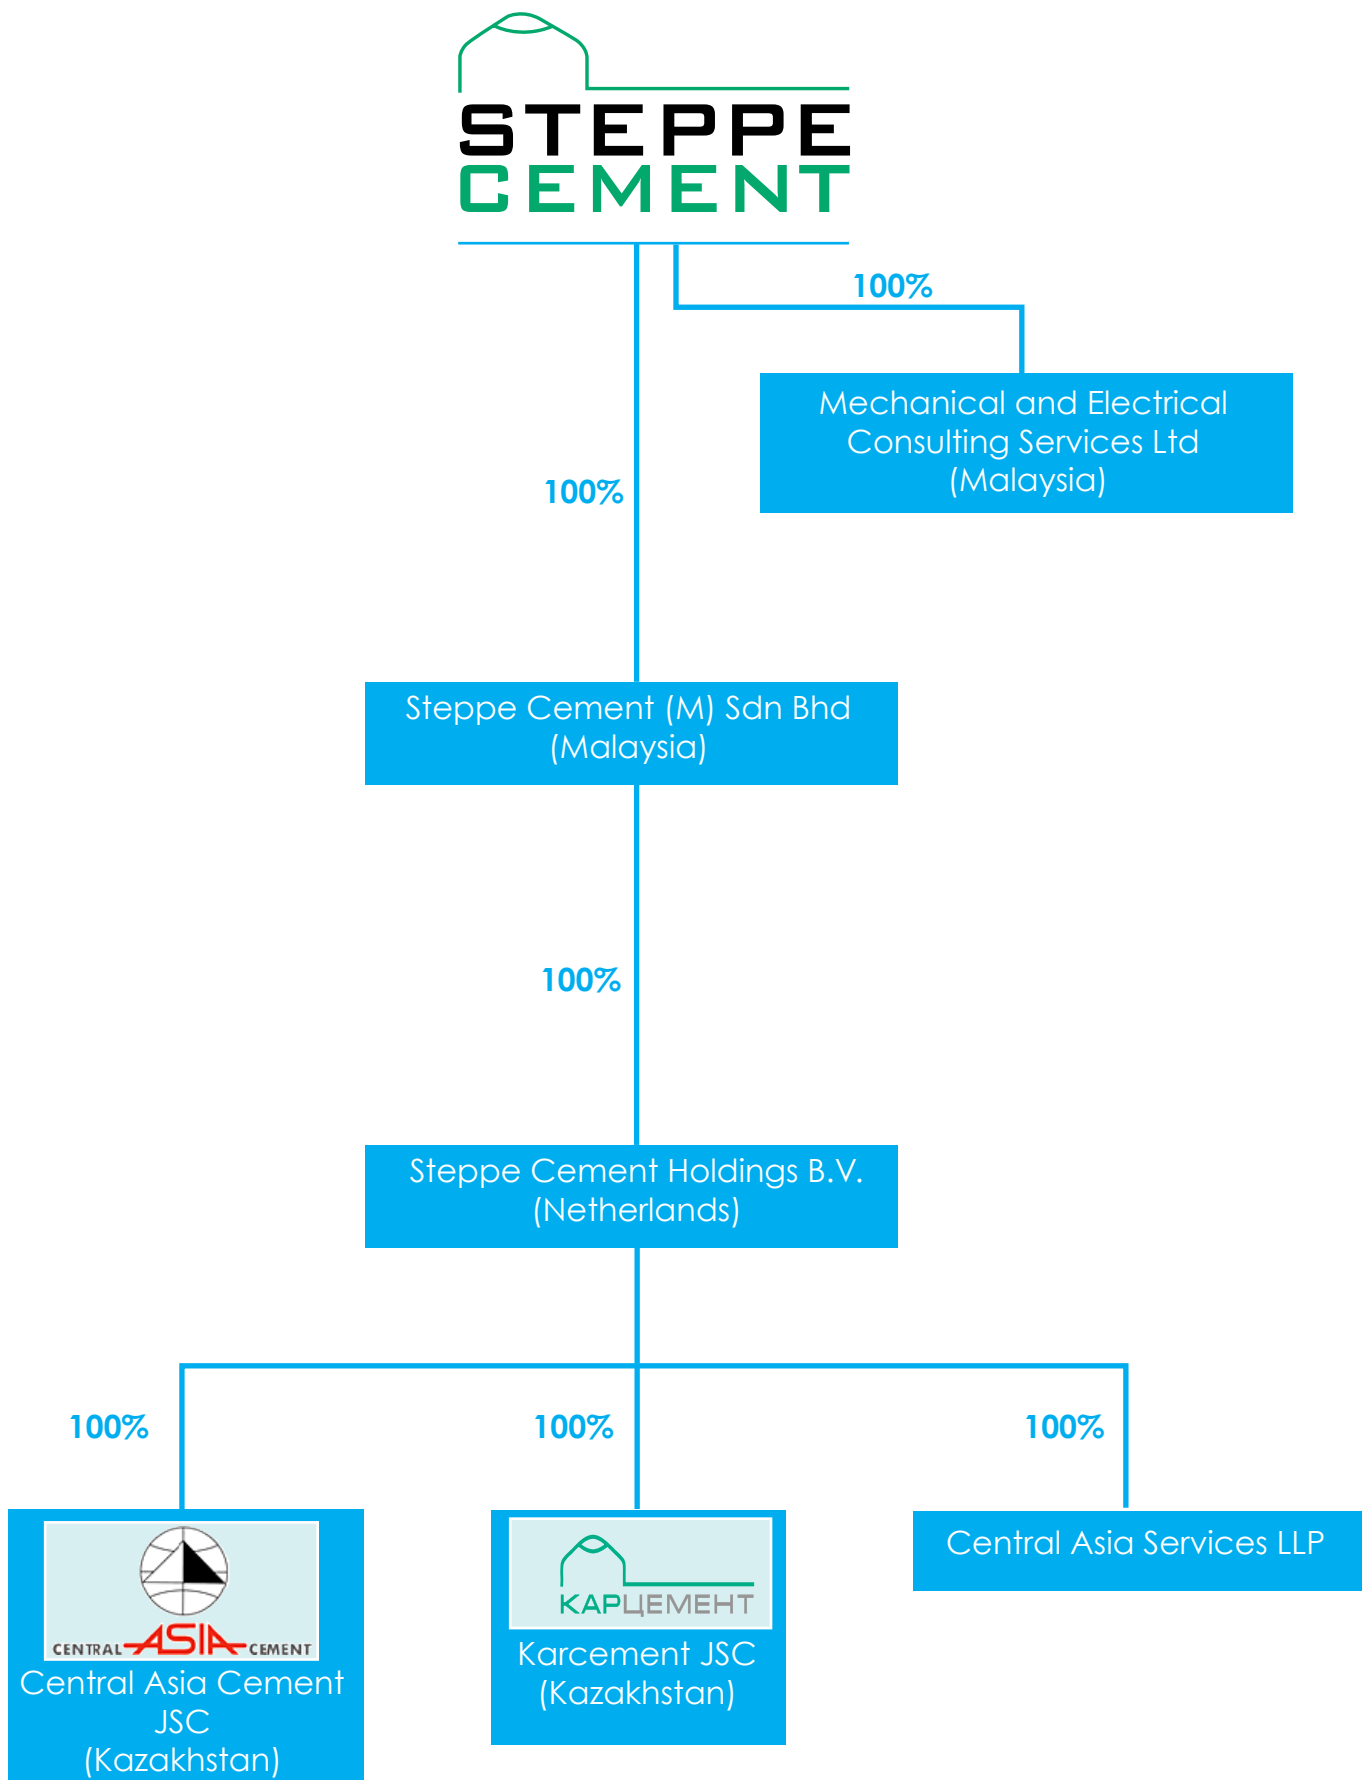 STEPPE
CEMENT
100%
Mechanical and Electrical
Consulting Services Ltd
(Malaysia)
100%
Steppe Cement (M) Sdn Bhd
(Malaysia)
100%
Steppe Cement Holdings B.V.
(Netherlands)
100%
100%
100%
CENTRAL ASIA CEMENT
Central Asia Cement
JSC
(Kazakhstan)
КАРЦЕМЕНТ
Karcement JSC
(Kazakhstan)
Central Asia Services LLP